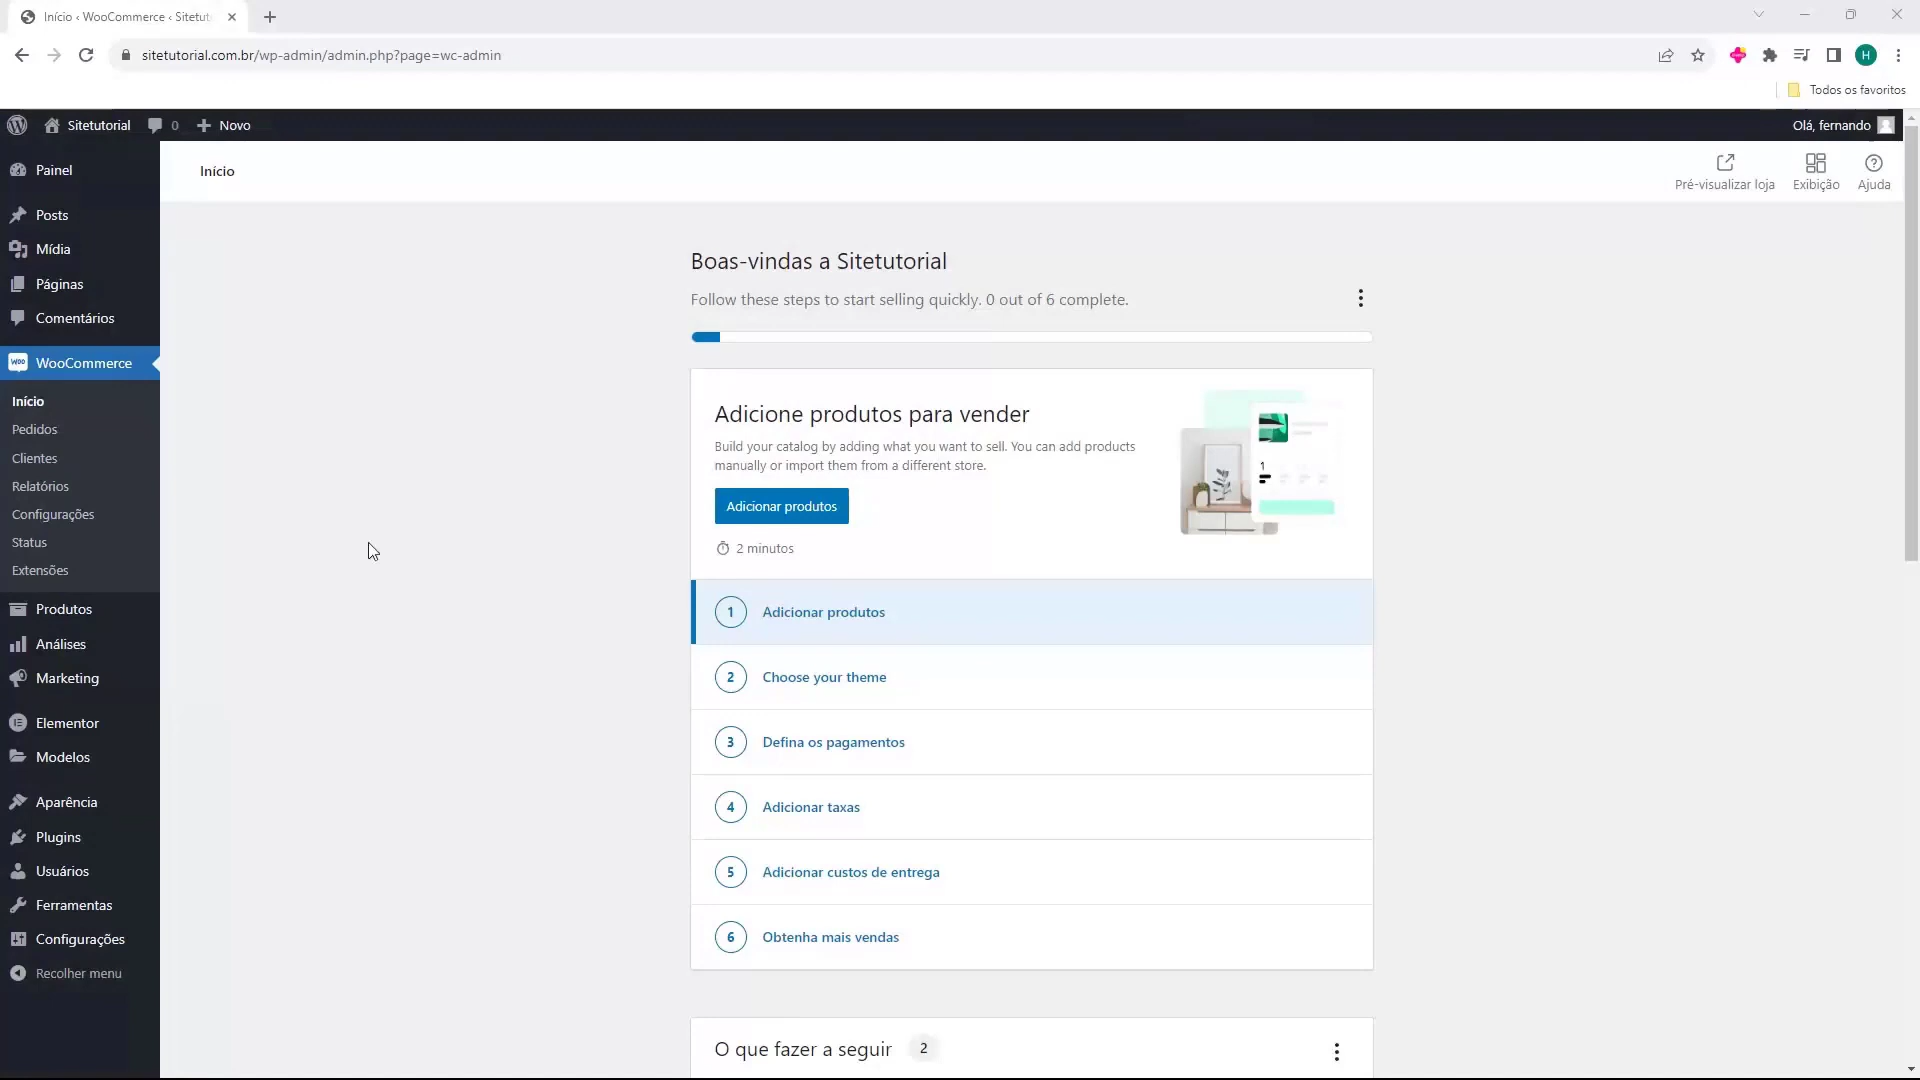 Início ‹ WooCommerce ‹ Sitetut
sitetutorial.com.br/wp-admin/admin.php?page=wc-admin
H
Todos os favoritos
Sitetutorial
0
Novo
Olá, fernando
Painel
Posts
Mídia
Páginas
Comentários
WOO
WooCommerce
Início
Pedidos
Clientes
Relatórios
Configurações
Status
Extensões
Produtos
Análises
Marketing
Elementor
Modelos
Aparência
Plugins
Usuários
Ferramentas
Configurações
Recolher menu
Início
Pré-visualizar loja
Exibição
Ajuda
Boas-vindas a Sitetutorial
Follow these steps to start selling quickly. 0 out of 6 complete.
Adicione produtos para vender
Build your catalog by adding what you want to sell. You can add products
manually or import them from a different store.
Adicionar produtos
2 minutos
1
1 Adicionar produtos
2 Choose your theme
3 Defina os pagamentos
4 Adicionar taxas
5 Adicionar custos de entrega
6 Obtenha mais vendas
O que fazer a seguir 2